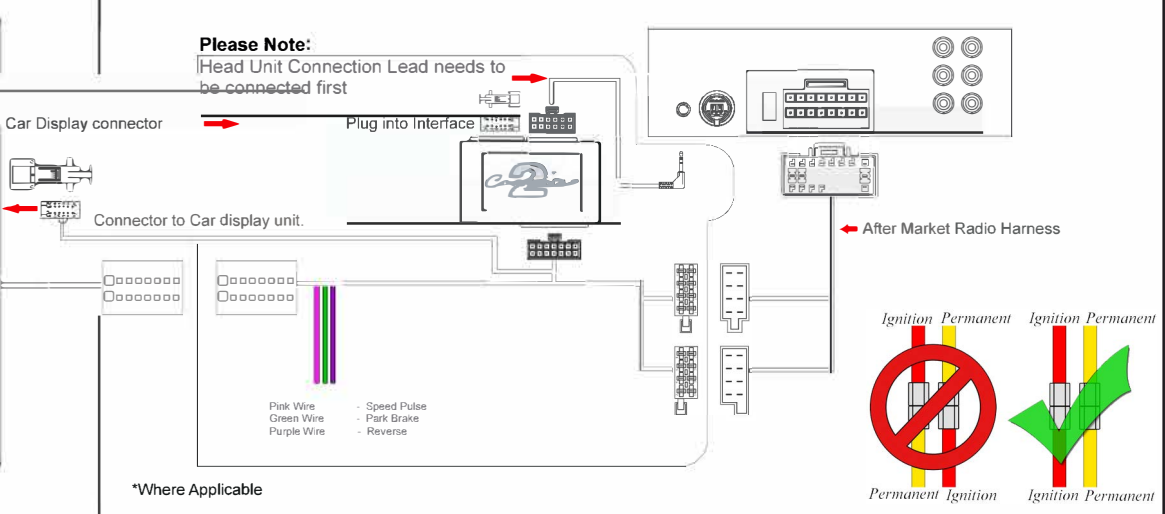 Please Note:
Head Unit Connection Lead needs to
be connected first
Car Display connector
Plug into Interface
2
Connector to Car display unit.
After Market Radio Harness
Ignition Permanent
Ignition Permanent
Pink Wire - Speed Pulse
Green Wire - Park Brake
Purple Wire - Reverse
Permanent Ignition
Ignition Permanent
*Where Applicable